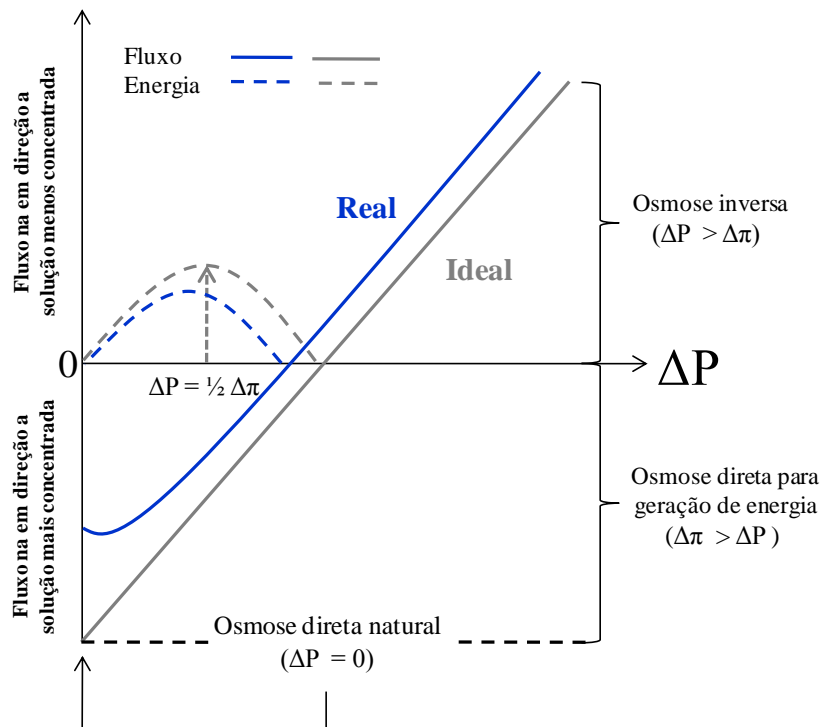 Fluxo na em direção a
solução menos concentrada
Fluxo
Energia
Real
Ideal
Osmose inversa
(ΔP > Δπ)
0
ΔP
ΔP = ½ Δπ
Fluxo na em direção a
solução mais concentrada
Osmose direta para
geração de energia
(Δπ > ΔP )
Osmose direta natural
(ΔP = 0)